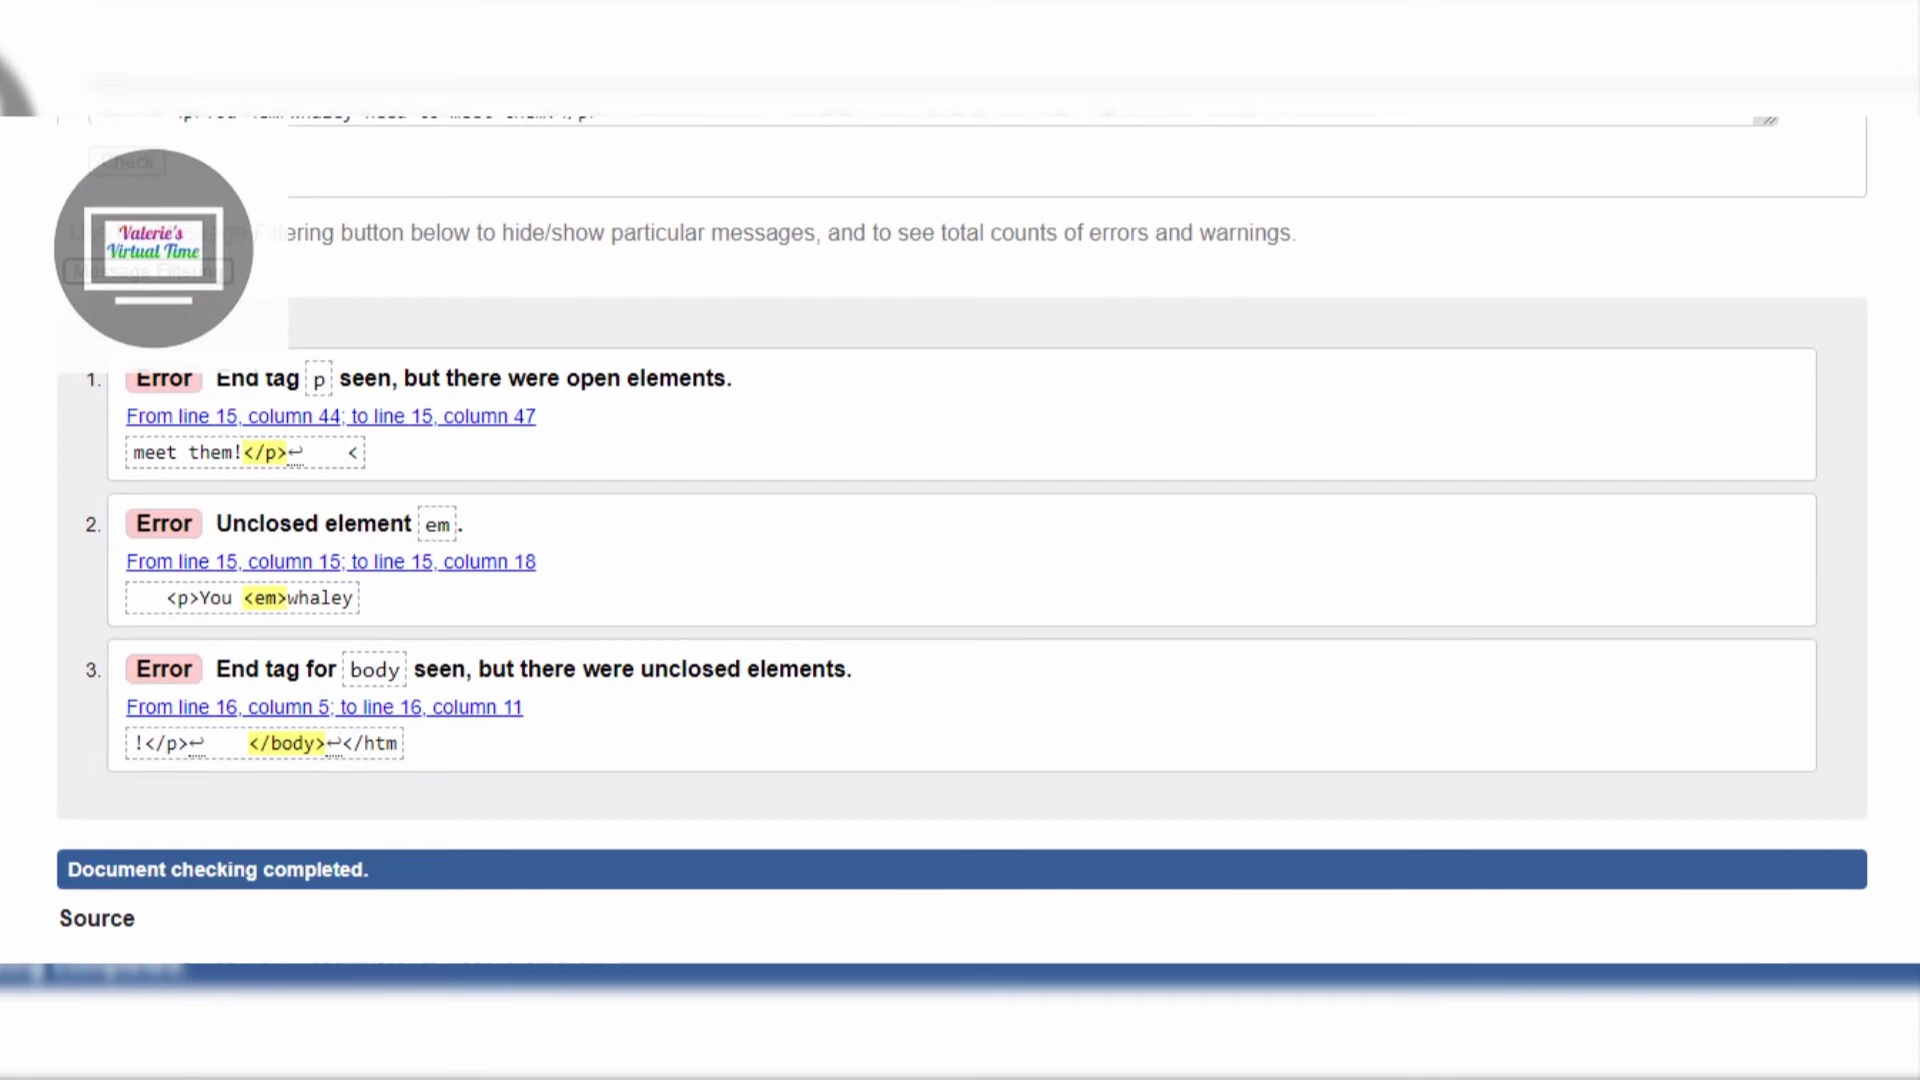 Check
Valerie's
Virtual Time
ering button below to hide/show particular messages, and to see total counts of errors and warnings.
Message Filtering
1. Error End tag p seen, but there were open elements.
From line 15, column 44; to line 15, column 47
meet them!</p>↩ <
2. Error Unclosed element em.
From line 15, column 15; to line 15, column 18
<p>You <em>whaley
3. Error End tag for body seen, but there were unclosed elements.
From line 16, column 5; to line 16, column 11
!</p>↩ </body>↩</htm
Document checking completed.
Source